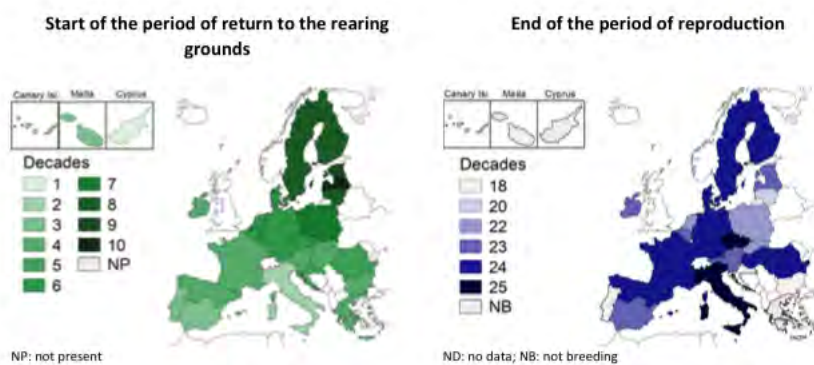 Start of the period of return to the rearing
grounds
End of the period of reproduction
Canary Isl. Malta Cyprus
Decades
1 7
2 8
3 9
4 10
5 NP
6
NP: not present
Canary Isl. Malta Cyprus
Decades
18
20
22
23
24
25
NB
ND: no data; NB: not breeding